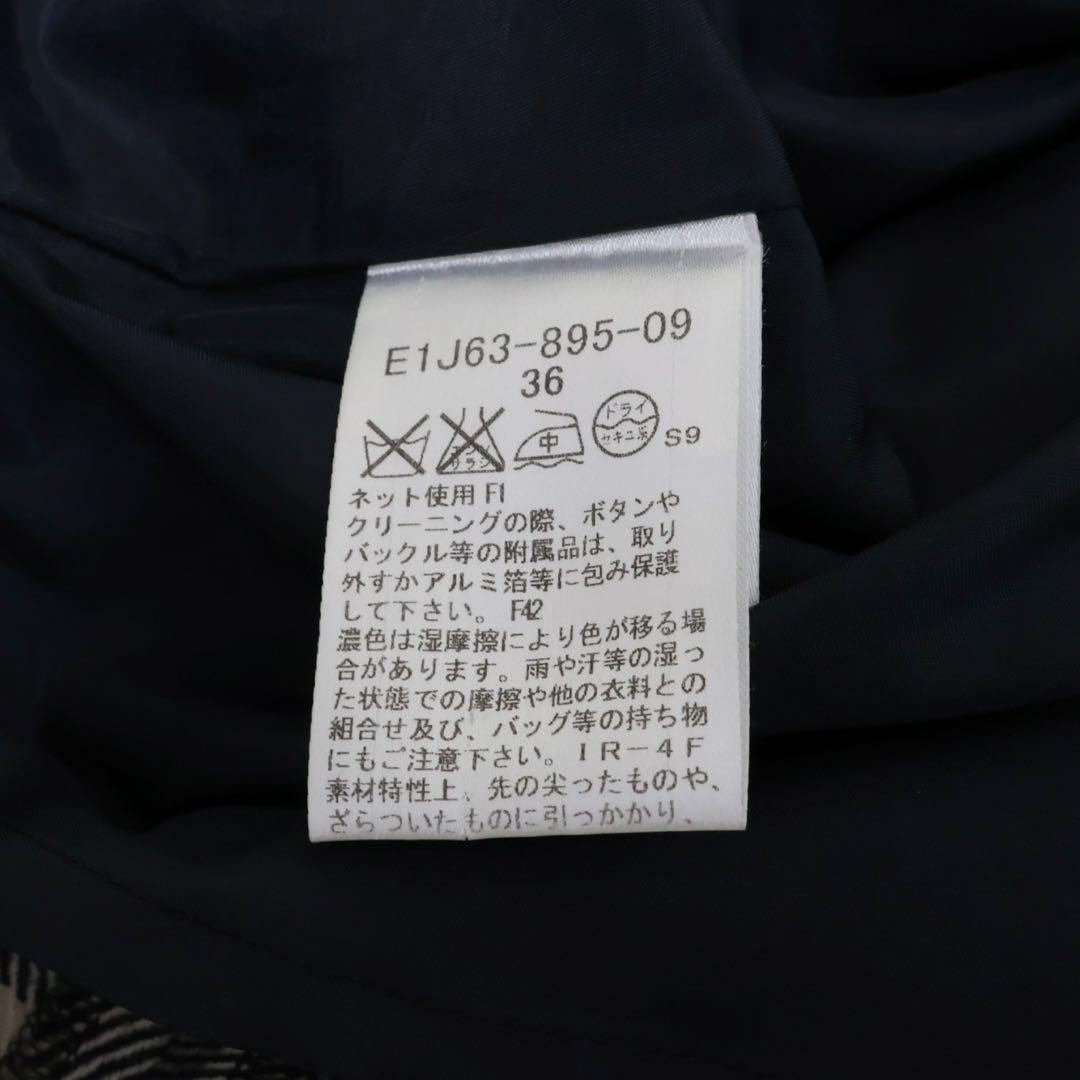 E1J63-895-09
36
エンソ
サラシ
中
ドライ
セキユ系
S9
ネット使用 F1
クリーニングの際、ボタンや
バックル等の附属品は、取り
外すかアルミ箔等に包み保護
して下さい。 F42
濃色は湿摩擦により色が移る場
合があります。雨や汗等の湿っ
た状態での摩擦や他の衣料との
組合せ及び、バッグ等の持ち物
にもご注意下さい。IR-4F
素材特性上、先の尖ったものや、
ざらついたものに引っかかり、